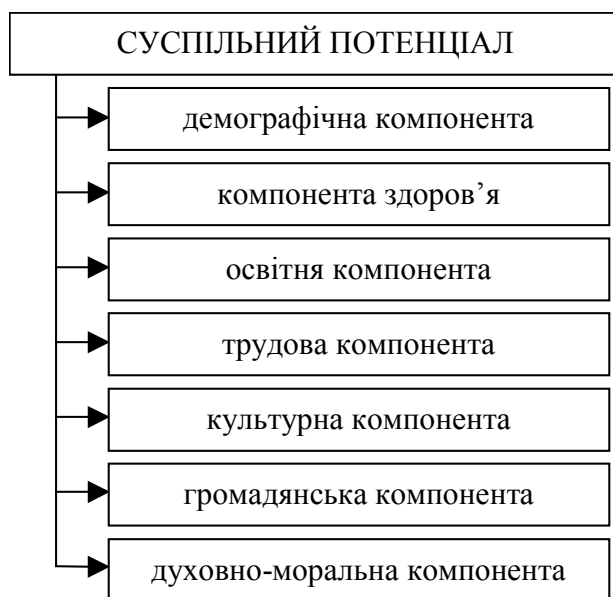 СУСПІЛЬНИЙ ПОТЕНЦІАЛ
демографічна компонента
компонента здоров’я
освітня компонента
трудова компонента
культурна компонента
громадянська компонента
духовно-моральна компонента